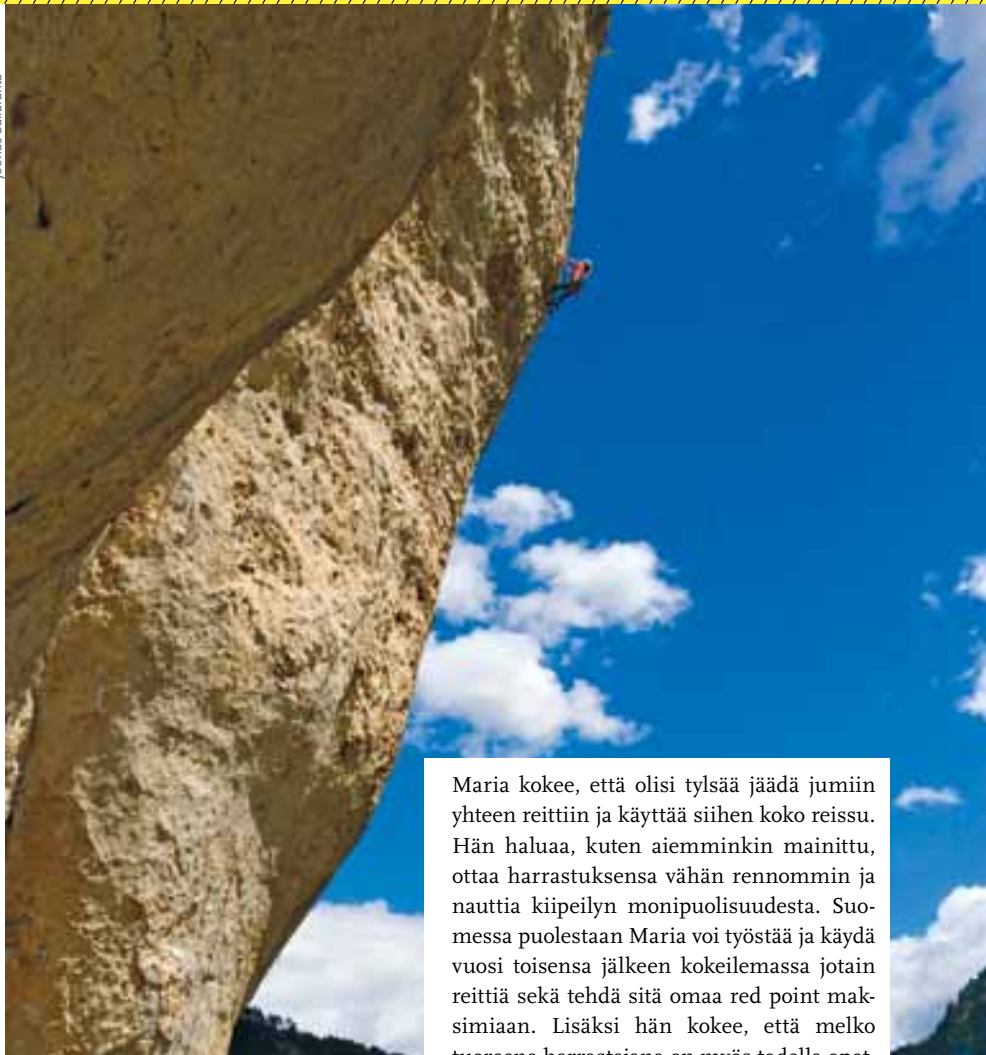 Maria kokee, että olisi tylsää jäädä jumiin
yhteen reittiin ja käyttää siihen koko reissu.
Hän haluaa, kuten aiemminkin mainittu,
ottaa harrastuksensa vähän rennommin ja
nauttia kiipeilyn monipuolisuudesta. Suo-
messa puolestaan Maria voi työstää ja käydä
vuosi toisensa jälkeen kokeilemassa jotain
reittiä sekä tehdä sitä omaa red point mak-
simiaan. Lisäksi hän kokee, että melko